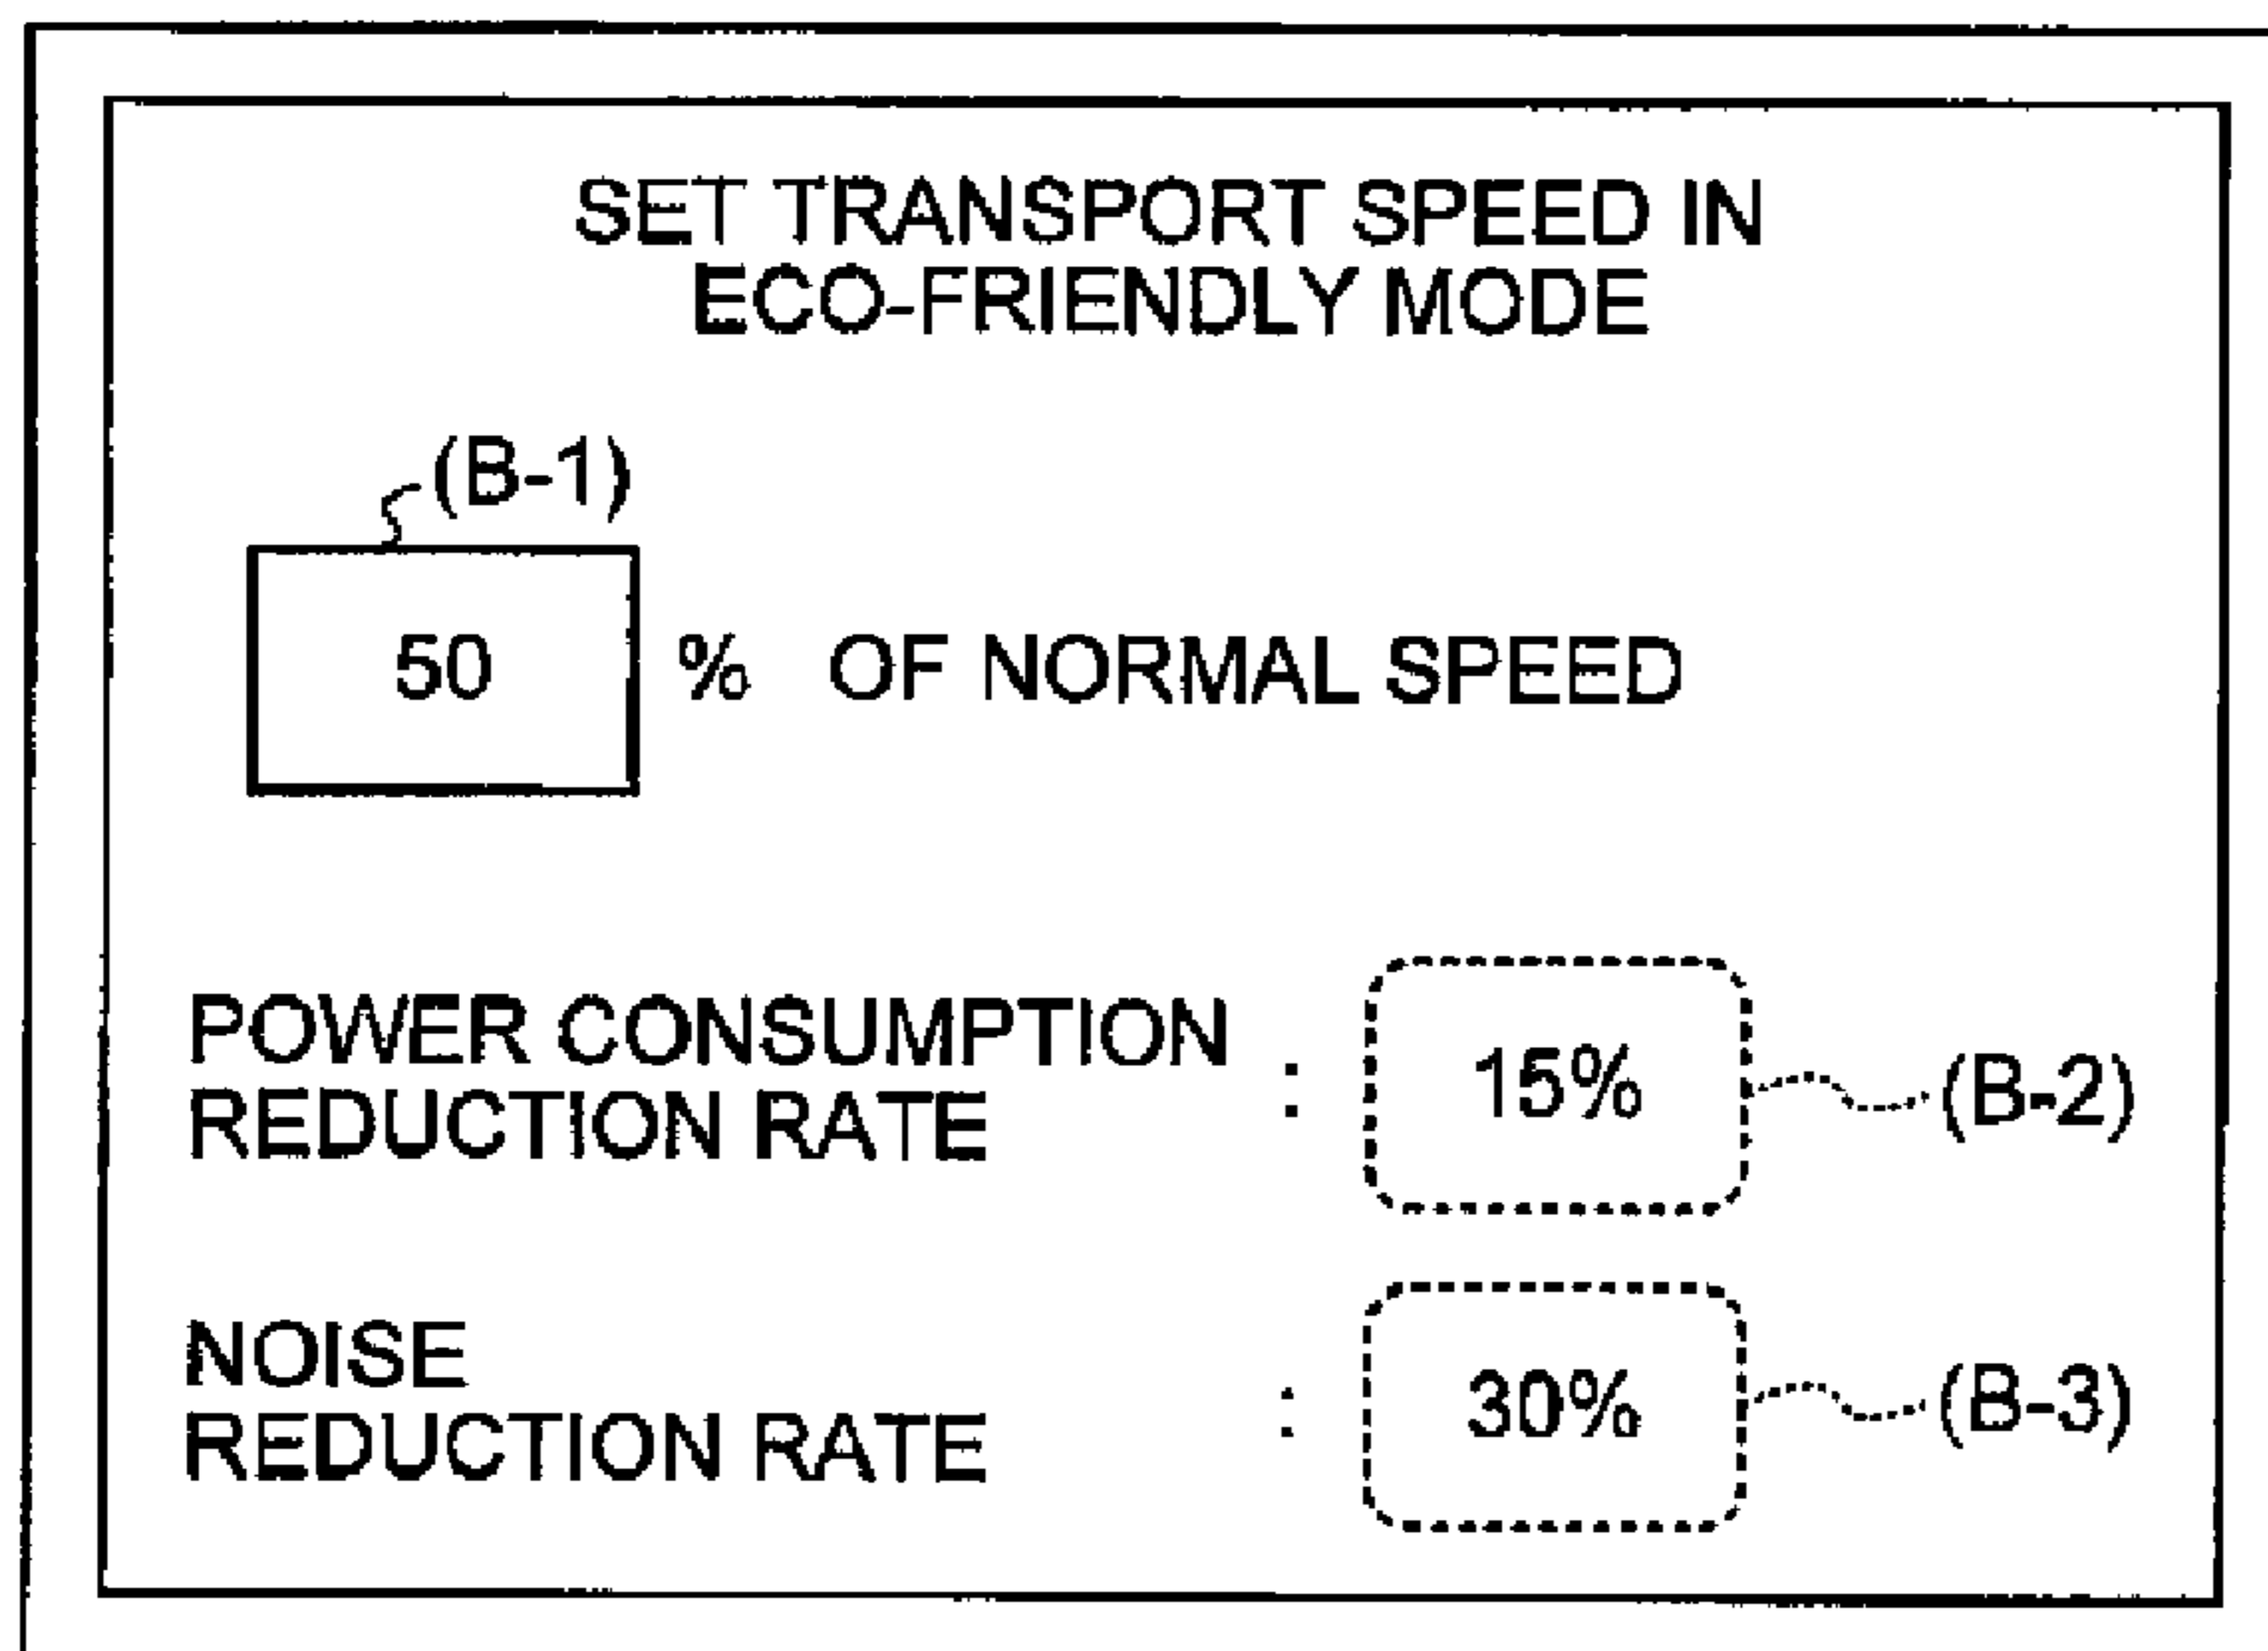 SET TRANSPORT SPEED IN
ECO-FRIENDLY MODE
(B-1)
50 % OF NORMAL SPEED
POWER CONSUMPTION
REDUCTION RATE : 15% (B-2)
NOISE
REDUCTION RATE : 30% (B-3)